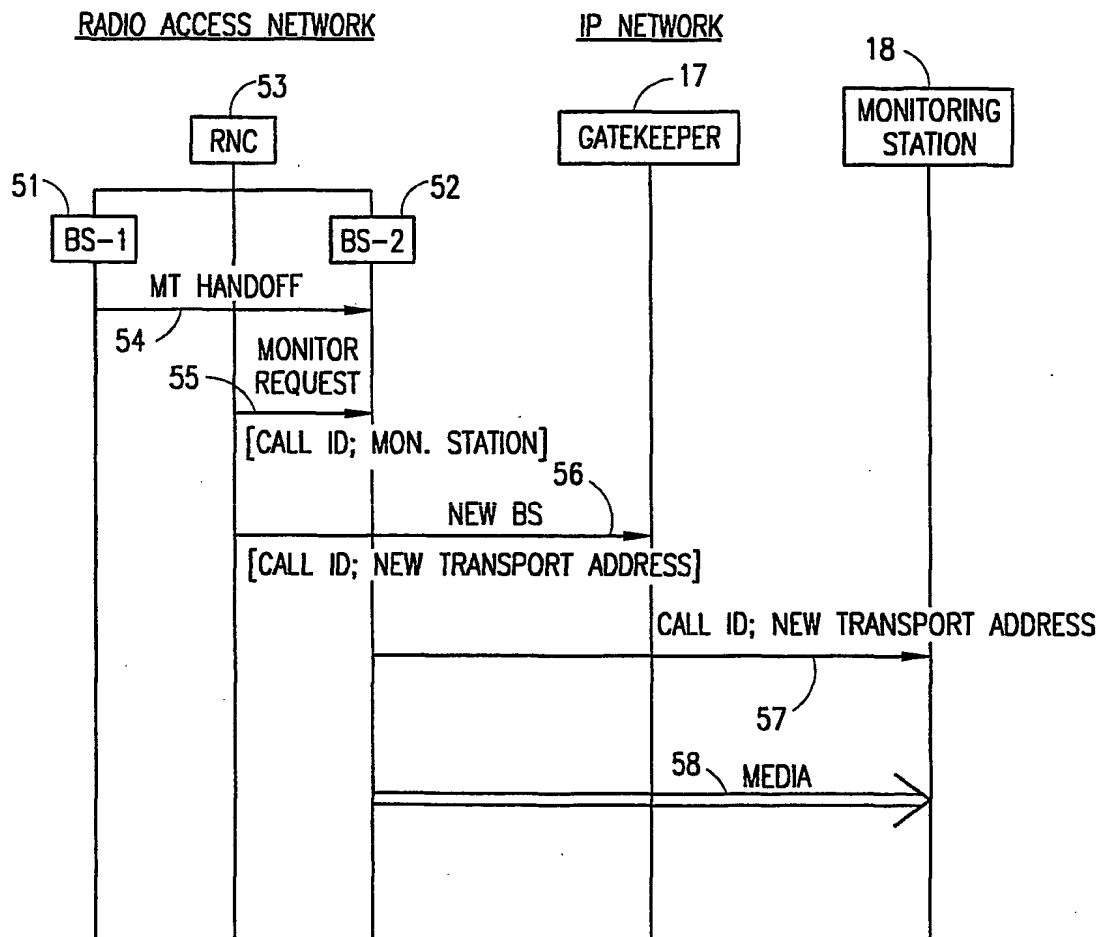 RADIO ACCESS NETWORK
IP NETWORK
18
53
17
MONITORING
STATION
RNC
GATEKEEPER
51
52
BS-1
BS-2
MT HANDOFF
54
MONITOR
REQUEST
55
[CALL ID; MON. STATION]
56
NEW BS
[CALL ID; NEW TRANSPORT ADDRESS]
CALL ID; NEW TRANSPORT ADDRESS
57
58
MEDIA